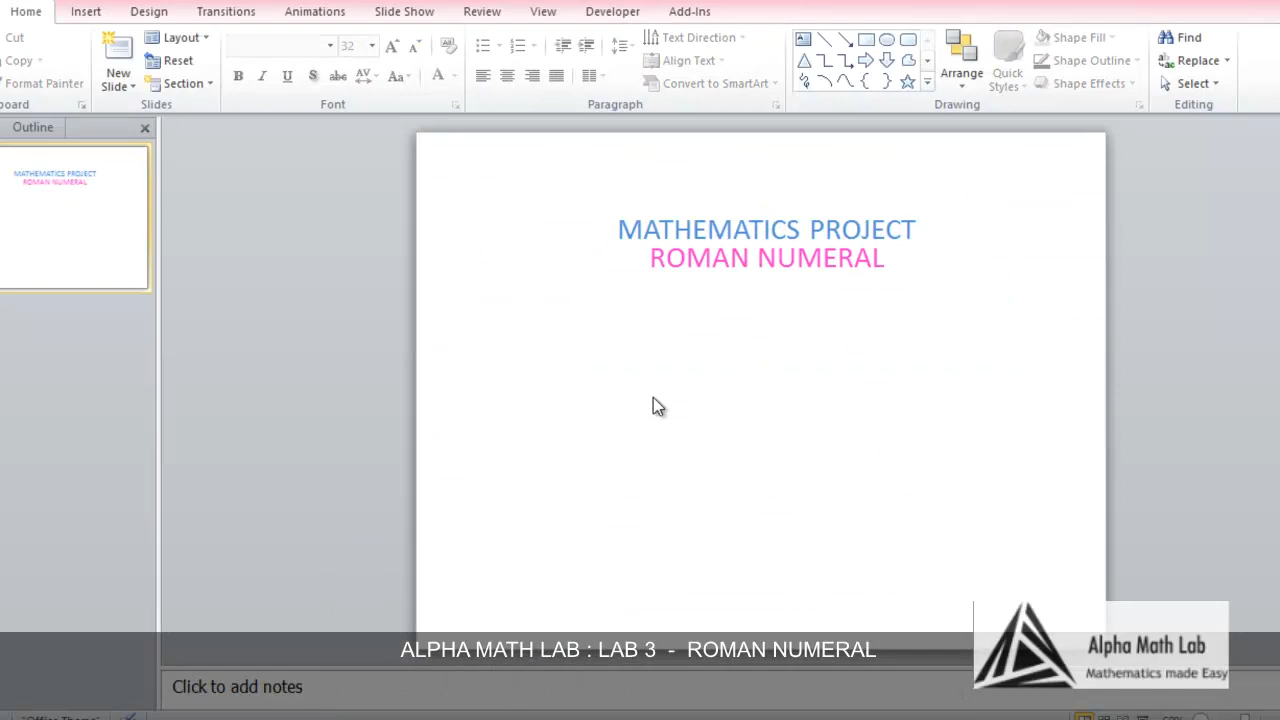 Home Insert Design Transitions Animations Slide Show Review View Developer Add-Ins
Cut
Copy
Format Painter
New
Slide
Layout
Reset
Section
Slides
32
B I U S abc AV Aa A
Font
Paragraph
Text Direction
Align Text
Convert to SmartArt
Arrange
Quick
Styles
Shape Fill
Shape Outline
Shape Effects
Drawing
Find
Replace
Select
Editing
Outline
MATHEMATICS PROJECT
ROMAN NUMERAL
MATHEMATICS PROJECT
ROMAN NUMERAL
ALPHA MATH LAB : LAB 3 - ROMAN NUMERAL
Alpha Math Lab
Mathematics made Easy
Click to add notes